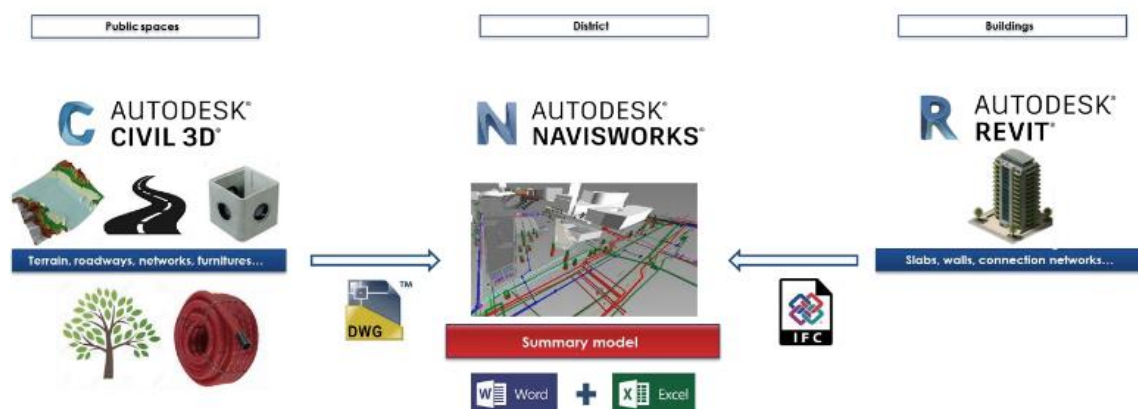 Public spaces
District
Buildings
C AUTODESK®
CIVIL 3D®
N AUTODESK®
NAVISWORKS®
R AUTODESK®
REVIT®
Terrain, roadways, networks, furnitures...
Slabs, walls, connection networks...
DWG ™
IFC
Summary model
W Word + X Excel